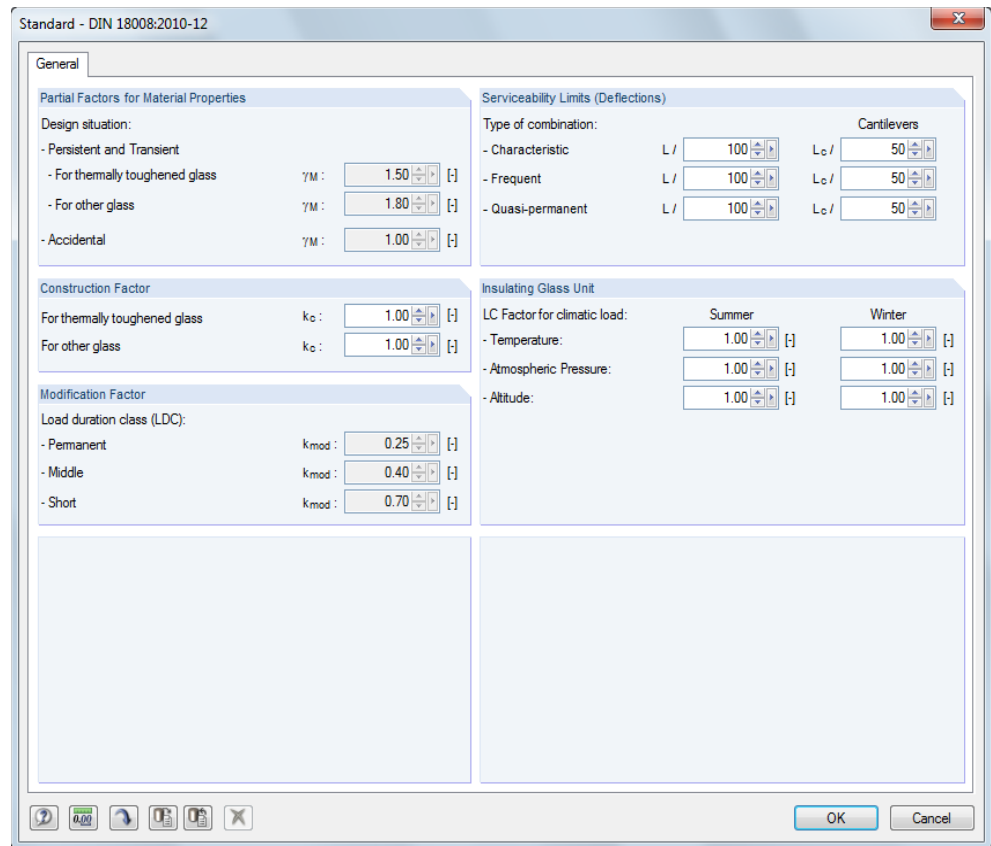 Standard - DIN 18008:2010-12
General
Partial Factors for Material Properties
Design situation:
- Persistent and Transient
- For thermally toughened glass γM : 1.50 [-]
- For other glass γM : 1.80 [-]
- Accidental γM : 1.00 [-]
Construction Factor
For thermally toughened glass kc : 1.00 [-]
For other glass kc : 1.00 [-]
Modification Factor
Load duration class (LDC):
- Permanent kmod : 0.25 [-]
- Middle kmod : 0.40 [-]
- Short kmod : 0.70 [-]
Serviceability Limits (Deflections)
Type of combination: Cantilevers
- Characteristic L / 100 Lc / 50
- Frequent L / 100 Lc / 50
- Quasi-permanent L / 100 Lc / 50
Insulating Glass Unit
LC Factor for climatic load: Summer Winter
- Temperature: 1.00 [-] 1.00 [-]
- Atmospheric Pressure: 1.00 [-] 1.00 [-]
- Altitude: 1.00 [-] 1.00 [-]
0.00
OK Cancel